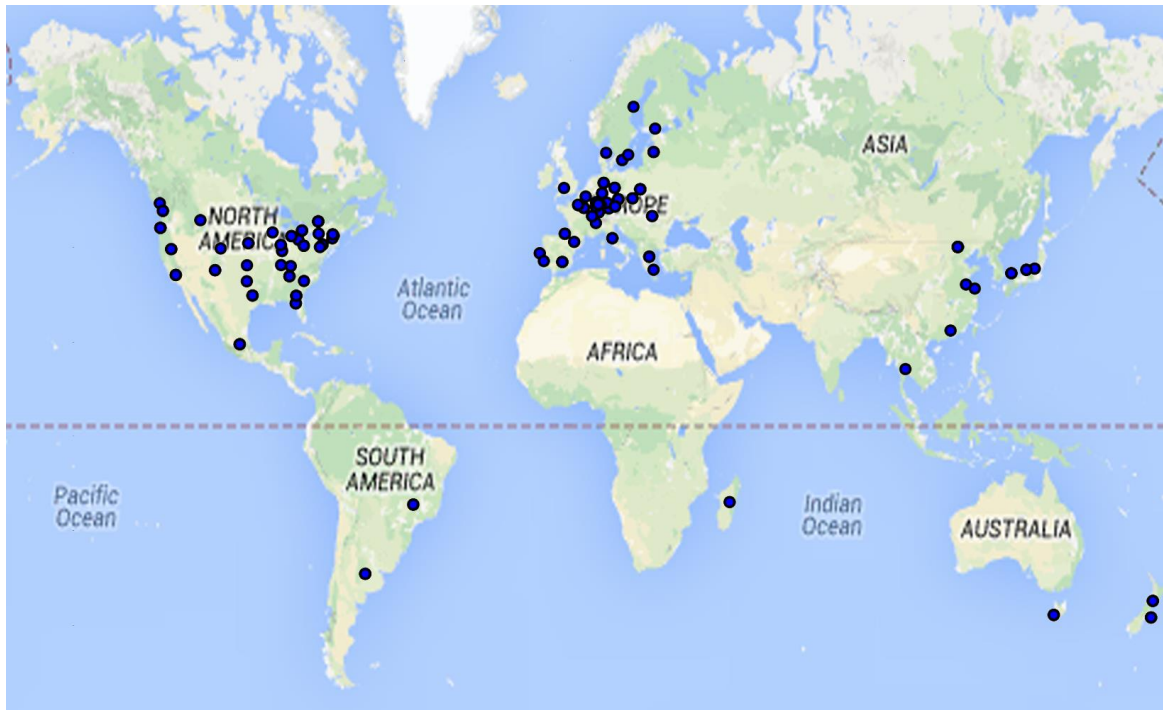 ASIA
NORTH
AMERICA
EUROPE
Atlantic
Ocean
AFRICA
SOUTH
AMERICA
Pacific
Ocean
Indian
Ocean
AUSTRALIA